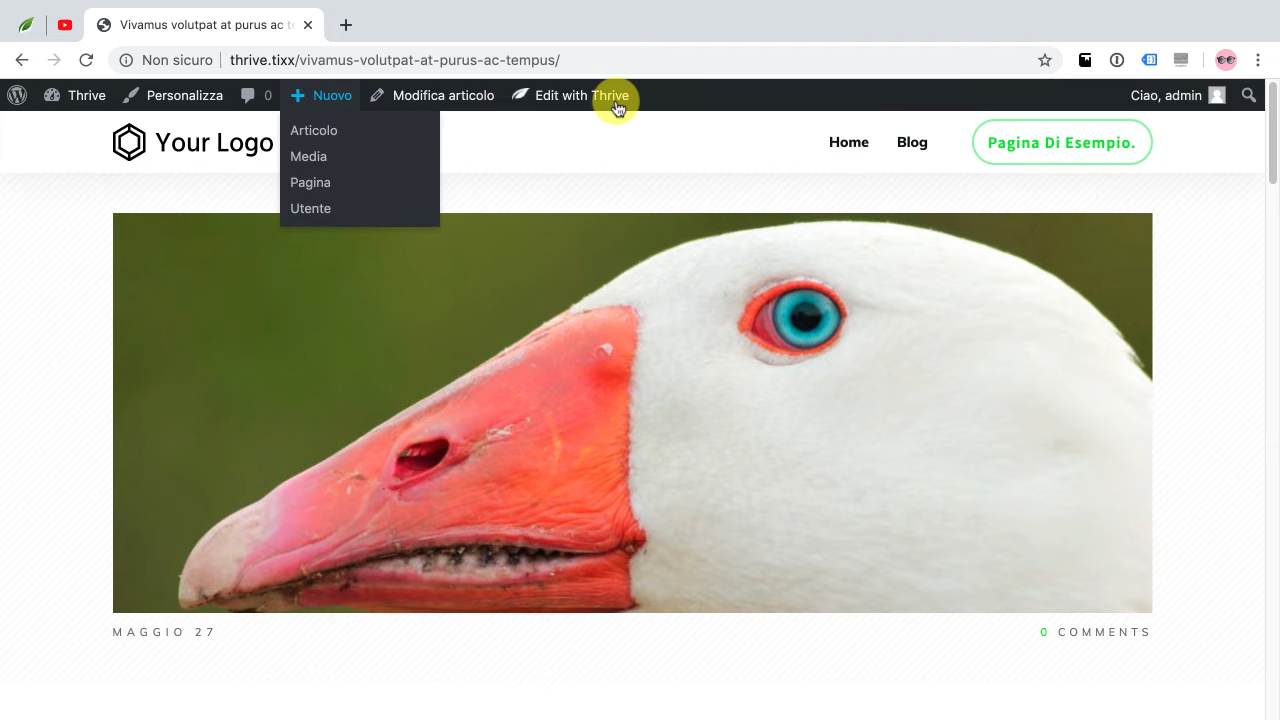 Vivamus volutpat at purus ac te
Non sicuro
thrive.tixx/vivamus-volutpat-at-purus-ac-tempus/
Thrive Personalizza 0 Nuovo Modifica articolo Edit with Thrive Ciao, admin
Articolo
Media
Pagina
Utente
Your Logo
Home Blog Pagina Di Esempio.
MAGGIO 27
0 COMMENTS